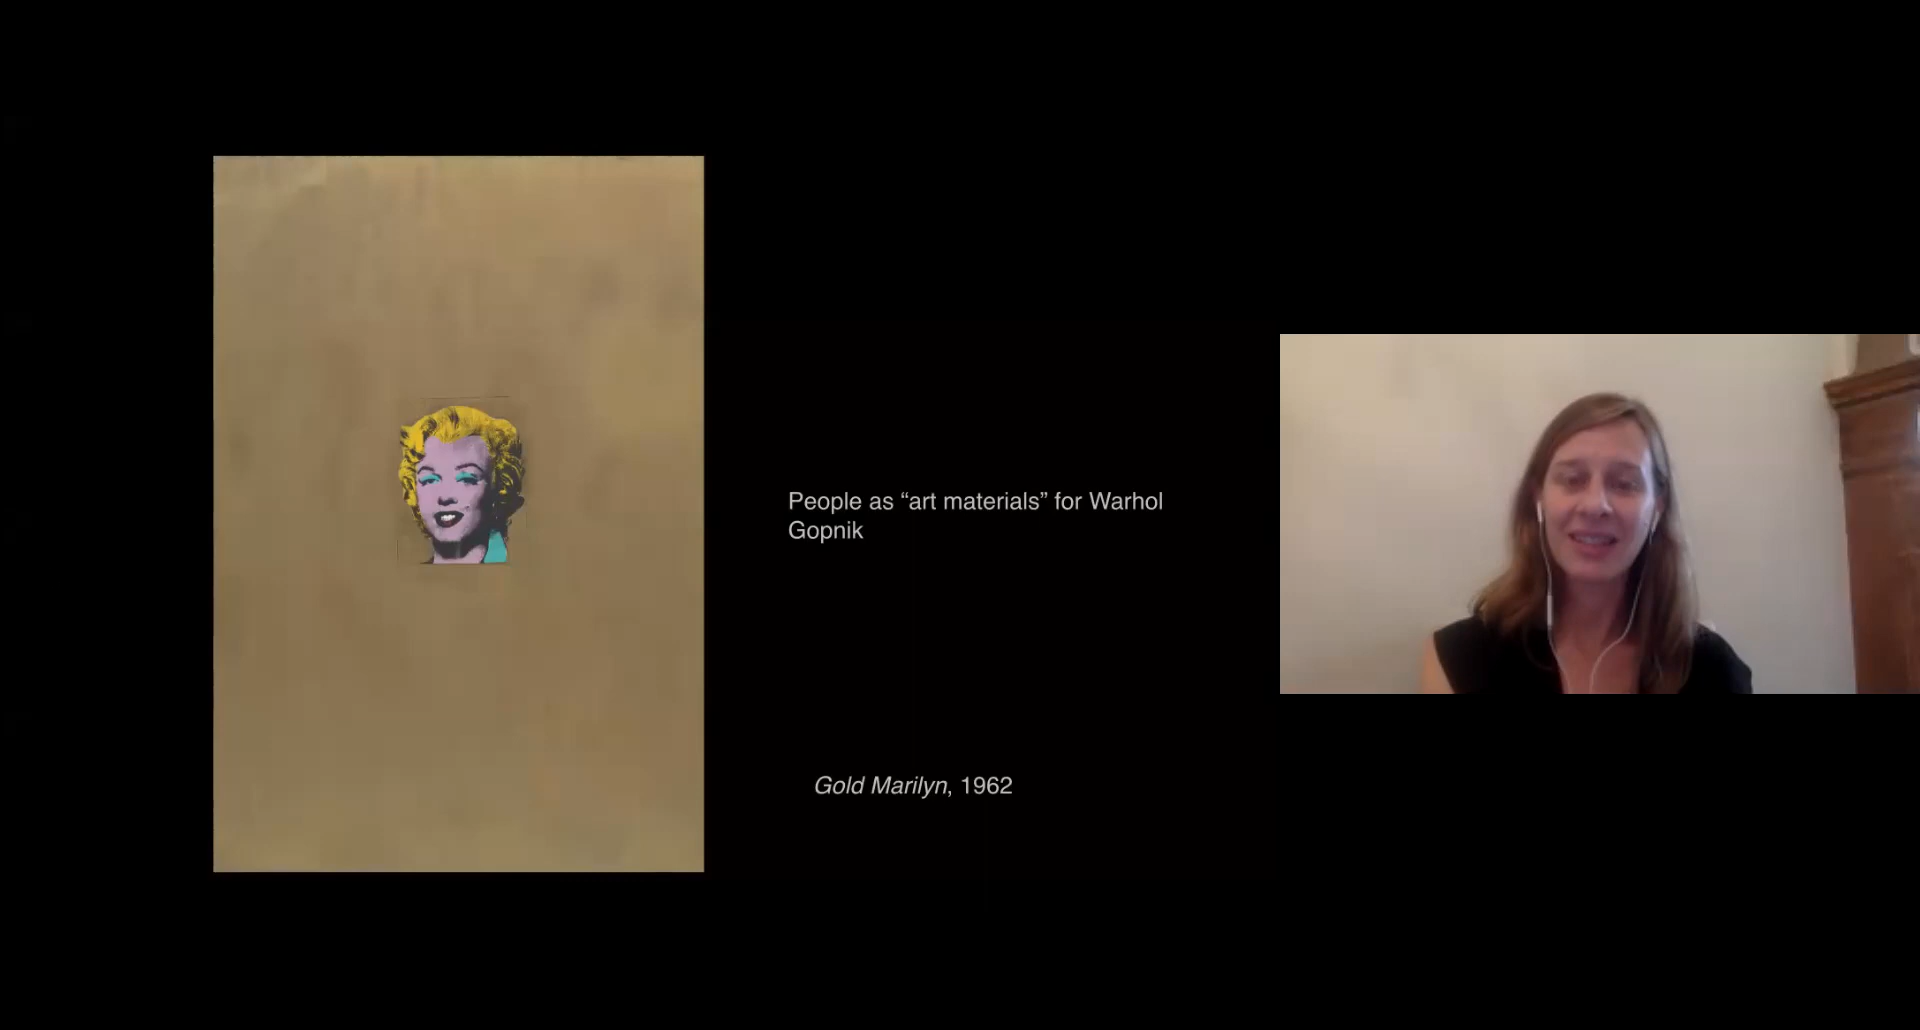 People as “art materials” for Warhol
Gopnik
Gold Marilyn, 1962